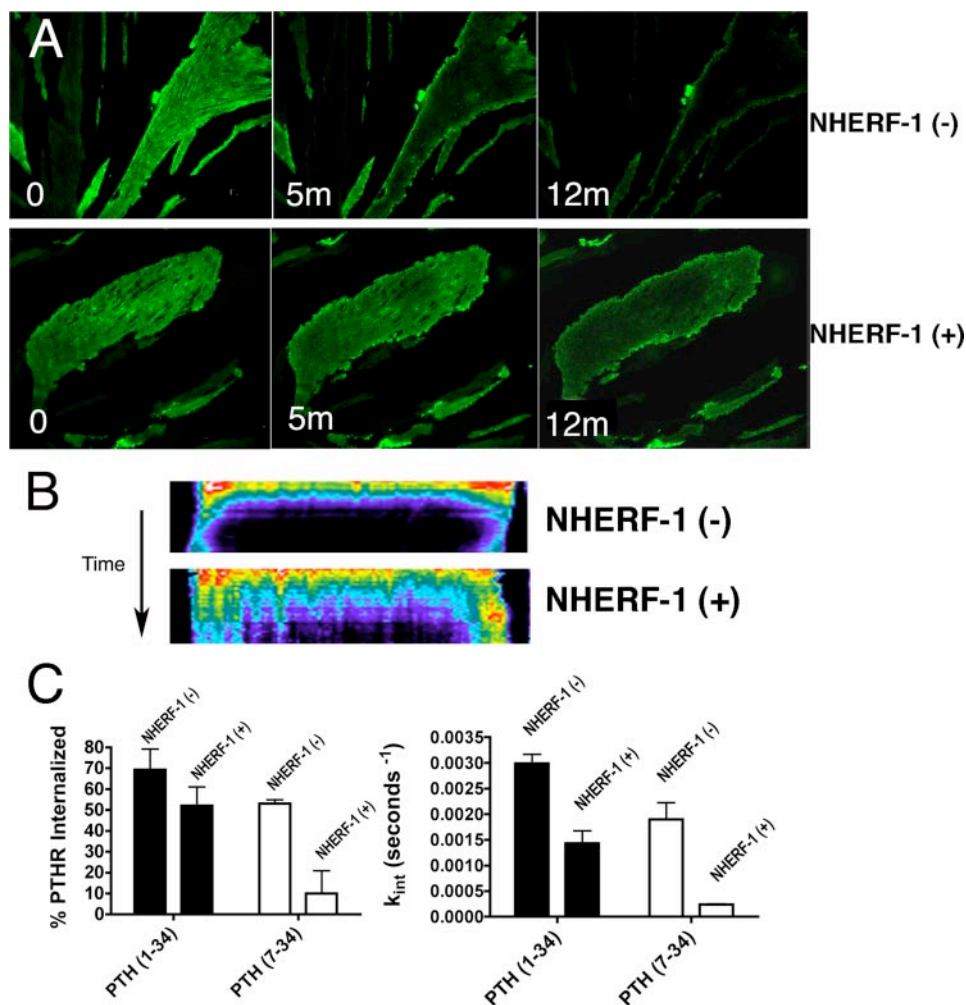 A
0
5m
12m
NHERF-1 (-)
0
5m
12m
NHERF-1 (+)
B
Time
NHERF-1 (-)
NHERF-1 (+)
C
% PTHR Internalized
80
70
60
50
40
30
20
10
0
NHERF-1 (-)
NHERF-1 (+)
NHERF-1 (-)
NHERF-1 (+)
PTH (1-34)
PTH (7-34)
k_int (seconds ⁻¹)
0.0035
0.0030
0.0025
0.0020
0.0015
0.0010
0.0005
0.0000
NHERF-1 (-)
NHERF-1 (+)
NHERF-1 (-)
NHERF-1 (+)
PTH (1-34)
PTH (7-34)